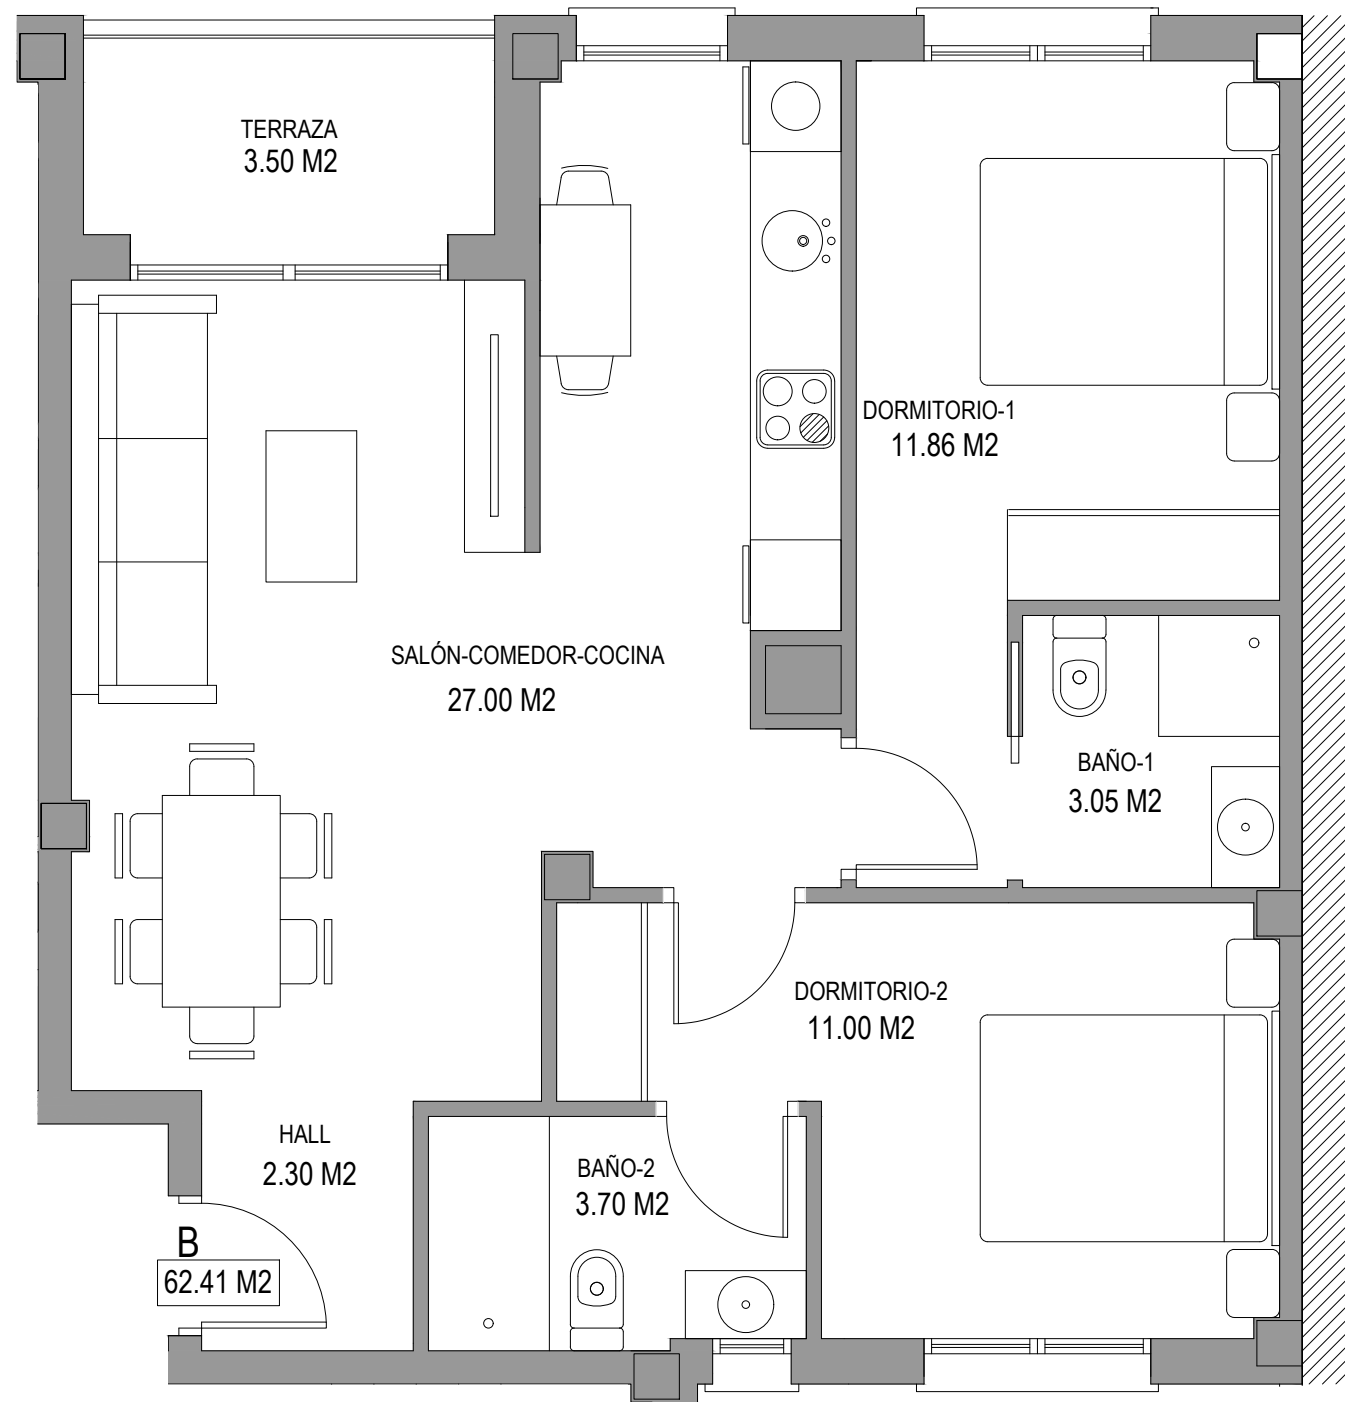 TERRAZA
3.50 M2
DORMITORIO-1
11.86 M2
SALÓN-COMEDOR-COCINA
27.00 M2
BAÑO-1
3.05 M2
DORMITORIO-2
11.00 M2
HALL
2.30 M2
BAÑO-2
3.70 M2
B
62.41 M2